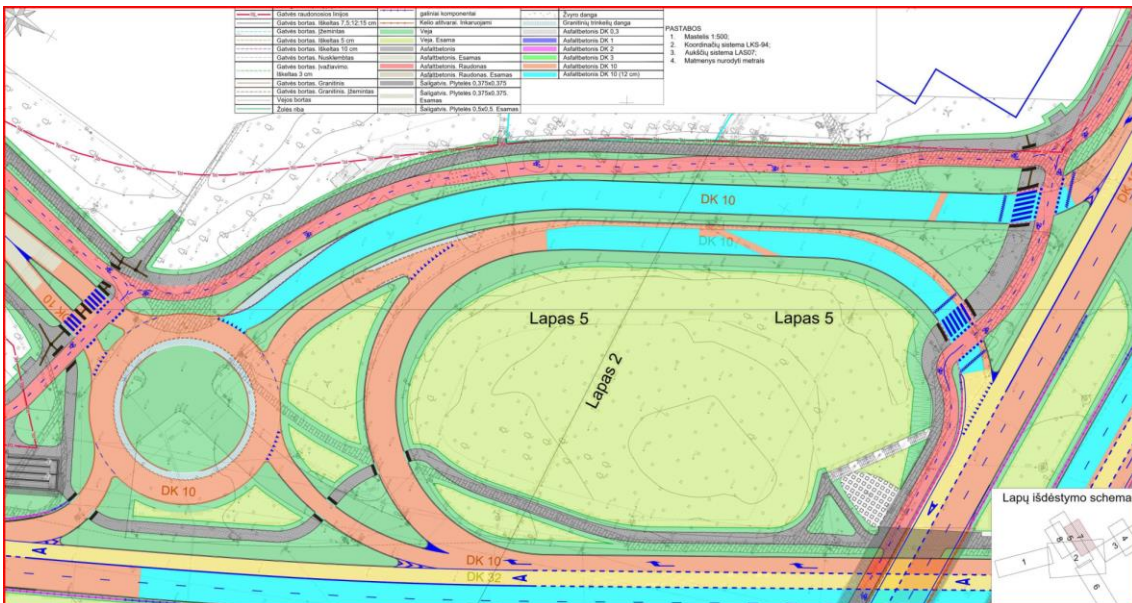 Gatvės raudonosios linijos
Gatvės bortas. Iškeltas 7,5;12;15 cm
Gatvės bortas. Įžemintas
Gatvės bortas. Iškeltas 5 cm
Gatvės bortas. Iškeltas 10 cm
Gatvės bortas. Nusklembtas
Gatvės bortas. Įvažiavimo.
Iškeltas 3 cm
Gatvės bortas. Granitinis
Gatvės bortas. Granitinis. Įžemintas
Vejos bortas
Žolės riba
galiniai komponentai
Kelio atitvarai. Inkaruojami
Veja
Veja. Esama
Asfaltbetonis
Asfaltbetonis. Esamas
Asfaltbetonis. Raudonas
Asfaltbetonis. Raudonas. Esamas
Šaligatvis. Plytelės 0,375x0,375
Šaligatvis. Plytelės 0,375x0,375.
Esamas
Šaligatvis. Plytelės 0,5x0,5. Esamas
Žvyro danga
Granitinių trinkelių danga
Asfaltbetonis DK 0,3
Asfaltbetonis DK 1
Asfaltbetonis DK 2
Asfaltbetonis DK 3
Asfaltbetonis DK 10
Asfaltbetonis DK 10 (12 cm)
PASTABOS
1. Mastelis 1:500;
2. Koordinačių sistema LKS-94;
3. Aukščių sistema LAS07;
4. Matmenys nurodyti metrais
DK 10
DK 10
DK 10
DK
Lapas 5
Lapas 5
Lapas 2
DK 10
DK 10
DK 32
Lapų išdėstymo schema
1
8
5
7
2
3
4
6